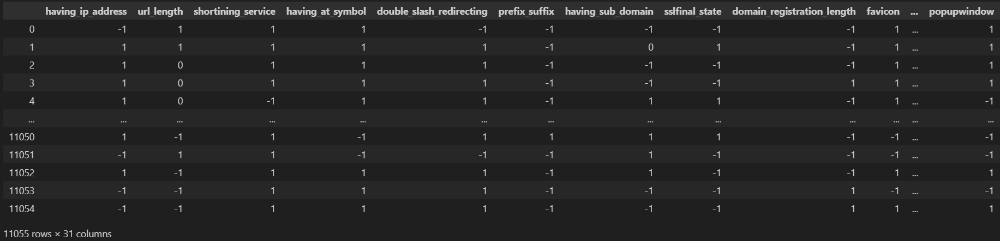 having_ip_address url_length shortining_service having_at_symbol double_slash_redirecting prefix_suffix having_sub_domain sslfinal_state domain_registration_length favicon ... popupwindow
0 -1 1 1 1 -1 -1 -1 -1 -1 1 ... 1
1 1 1 1 1 1 -1 0 1 -1 1 ... 1
2 1 0 1 1 1 -1 -1 -1 -1 1 ... 1
3 1 0 1 1 1 -1 -1 -1 1 1 ... 1
4 1 0 -1 1 1 -1 1 1 -1 1 ... -1
... ... ... ... ... ... ... ... ... ... ... ... ...
11050 1 -1 1 -1 1 1 1 1 -1 -1 ... -1
11051 -1 1 1 -1 -1 -1 1 -1 -1 -1 ... -1
11052 1 -1 1 1 1 -1 1 -1 -1 1 ... 1
11053 -1 -1 1 1 1 -1 -1 -1 1 -1 ... -1
11054 -1 -1 1 1 1 -1 -1 -1 1 1 ... 1
11055 rows × 31 columns